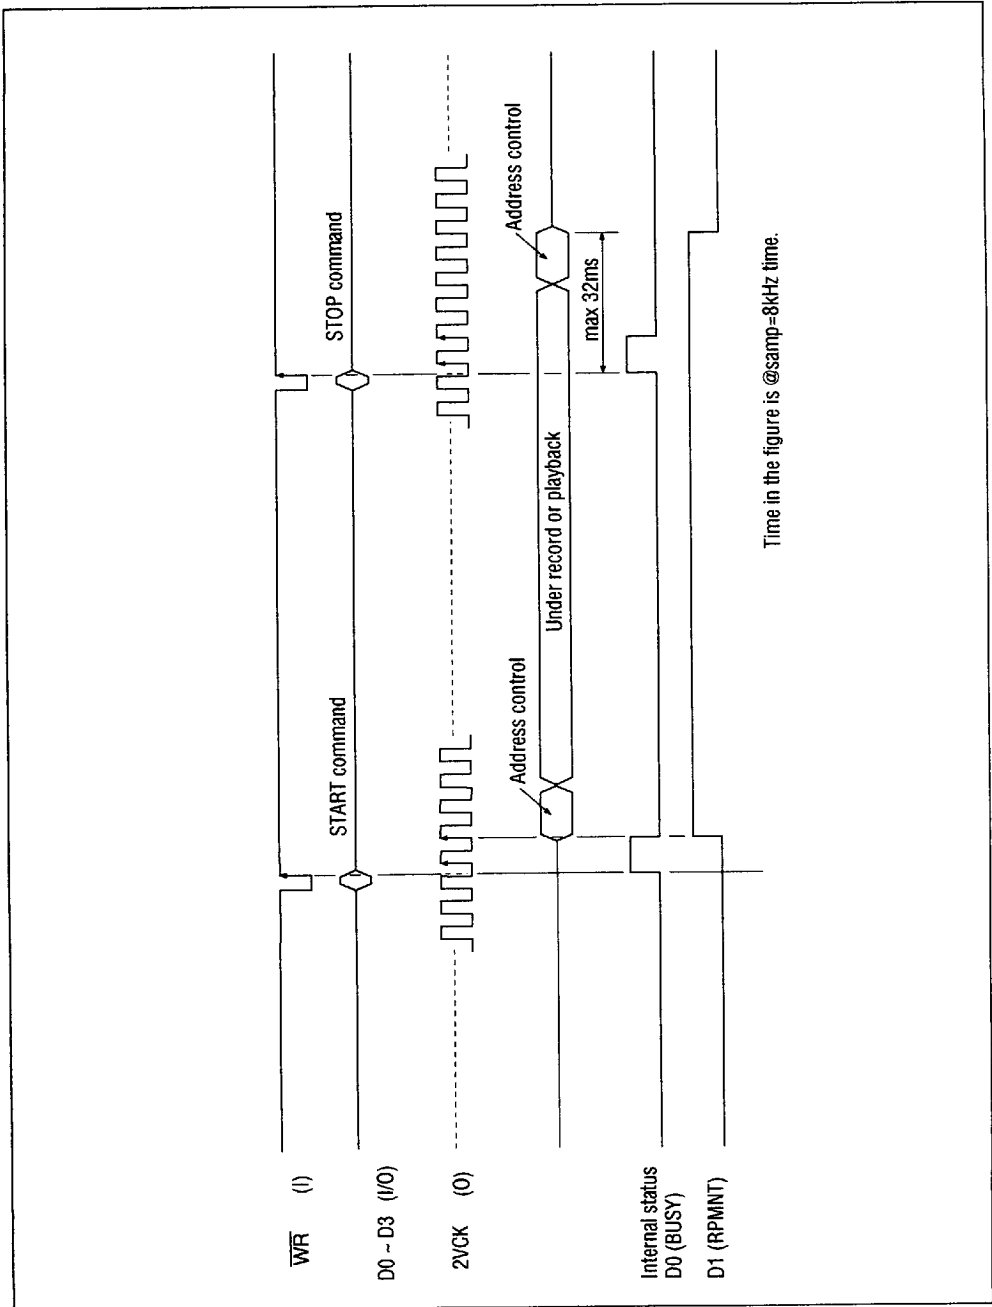 WR (I)
D0 ~ D3 (I/O)
2VCK (O)
Internal status
D0 (BUSY)
D1 (RPMNT)
START command
STOP command
Address control
Under record or playback
Address control
max 32ms
Time in the figure is @samp=8kHz time.